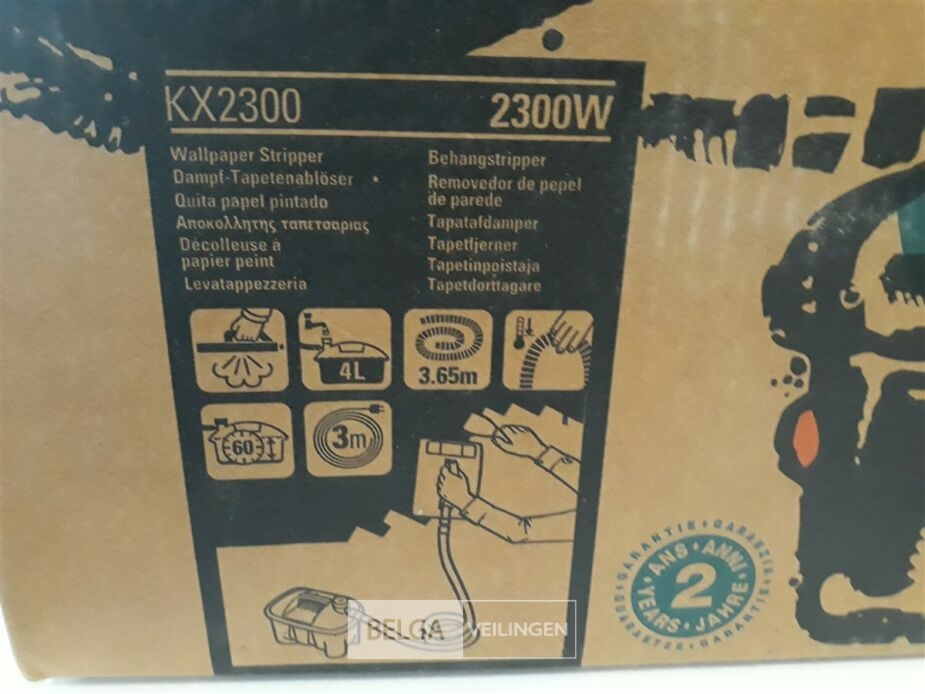 KX2300
2300W
Wallpaper Stripper
Dampf-Tapetenablöser
Quita papel pintado
Αποκολλητης ταπετσαριας
Décolleuse à
papier peint
Levatappezzeria
Behangstripper
Removedor de pepel
de parede
Tapatafdamper
Tapetfjerner
Tapetinpoistaja
Tapetdorttagare
4L
3.65m
60
3m
GARANTIE • GARANZIA
GARANTIE
ANS • ANNI
2
YEARS • JAHRE
BELGA VEILINGEN